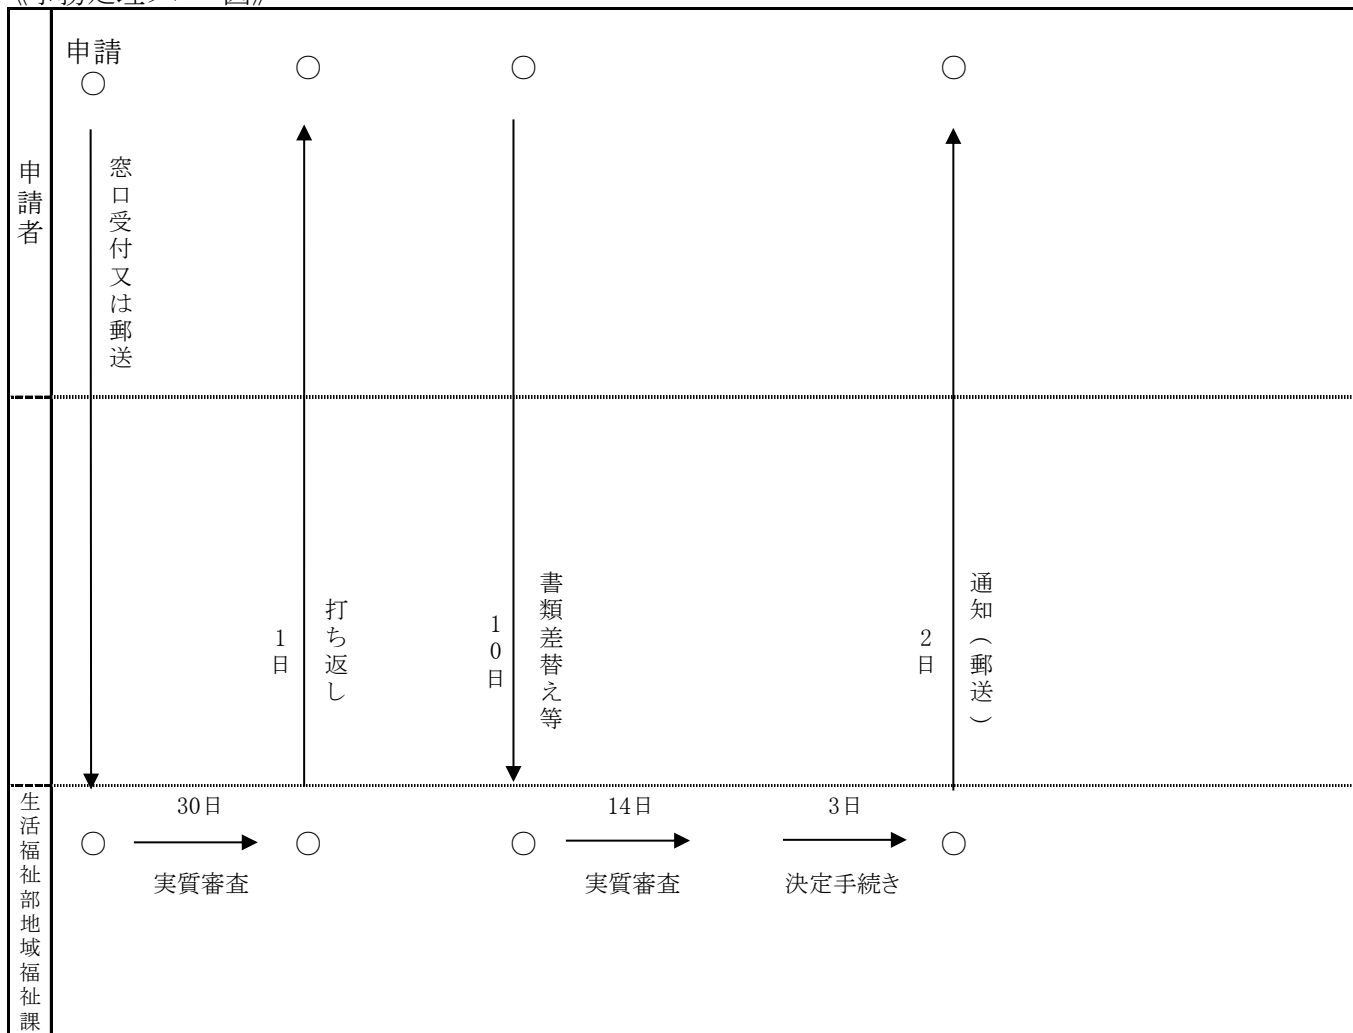 申請
申請者
窓口受付又は郵送
1日
打ち返し
10日
書類差替え等
2日
通知（郵送）
生活福祉部地域福祉課
30日
実質審査
14日
実質審査
3日
決定手続き